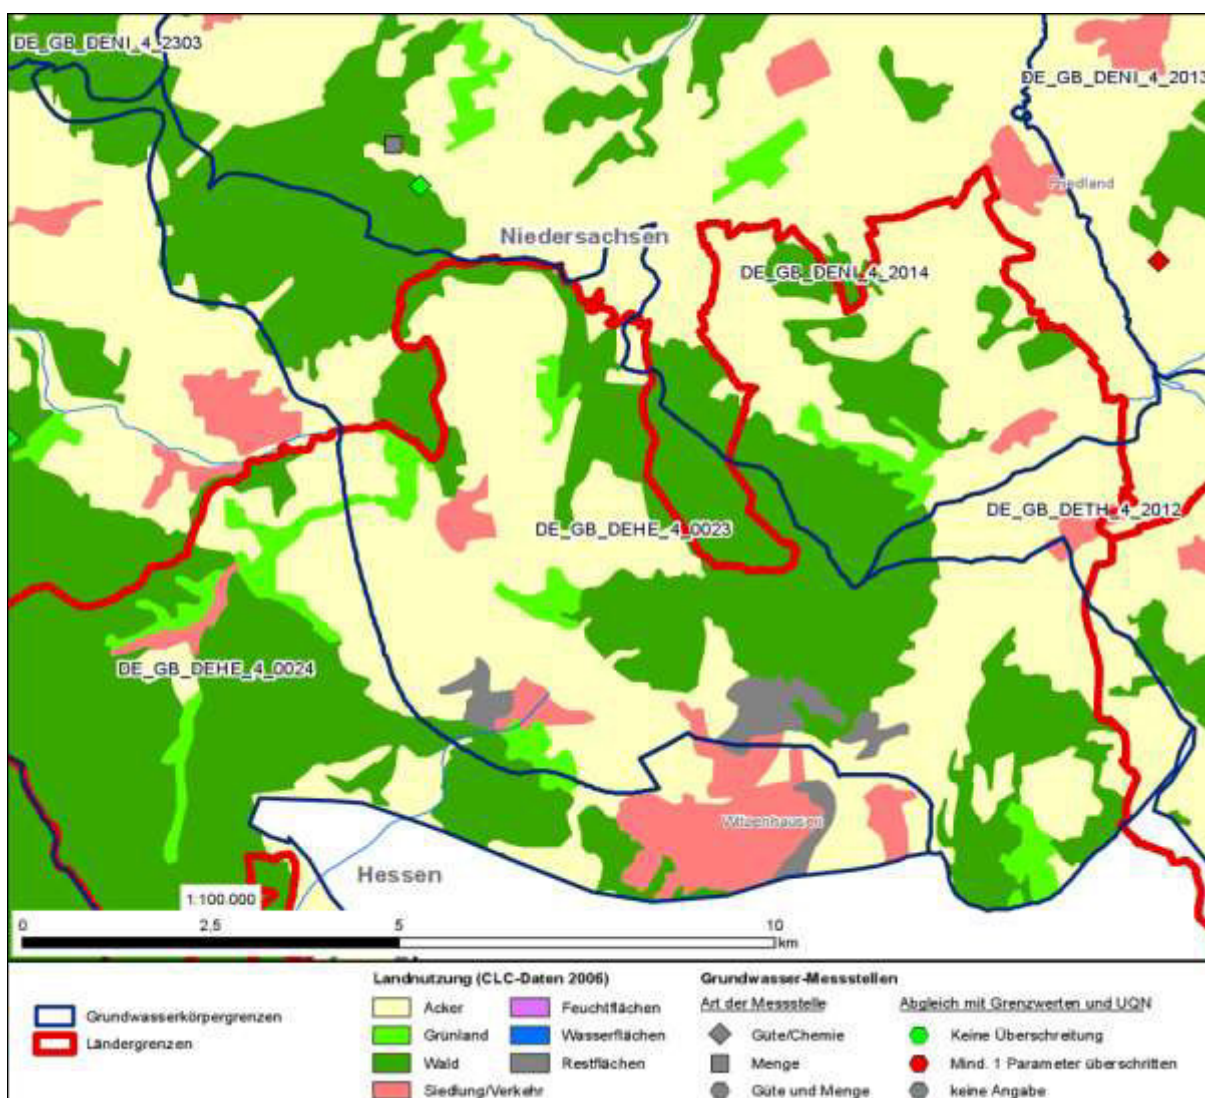 DE_GB_DENI_4_2303
DE_GB_DENI_4_2013
Friedland
Niedersachsen
DE_GB_DENI_4_2014
DE_GB_DETH_4_2012
DE_GB_DEHE_4_0023
DE_GB_DEHE_4_0024
Witzenhausen
Hessen
1:100.000
0 2,5 5 10 km
Grundwasserkörpergrenzen
Ländergrenzen
Landnutzung (CLC-Daten 2006)
Acker
Grünland
Wald
Siedlung/Verkehr
Feuchtflächen
Wasserflächen
Restflächen
Grundwasser-Messstellen
Art der Messstelle
Güte/Chemie
Menge
Güte und Menge
Abgleich mit Grenzwerten und UQN
Keine Überschreitung
Mind. 1 Parameter überschritten
keine Angabe